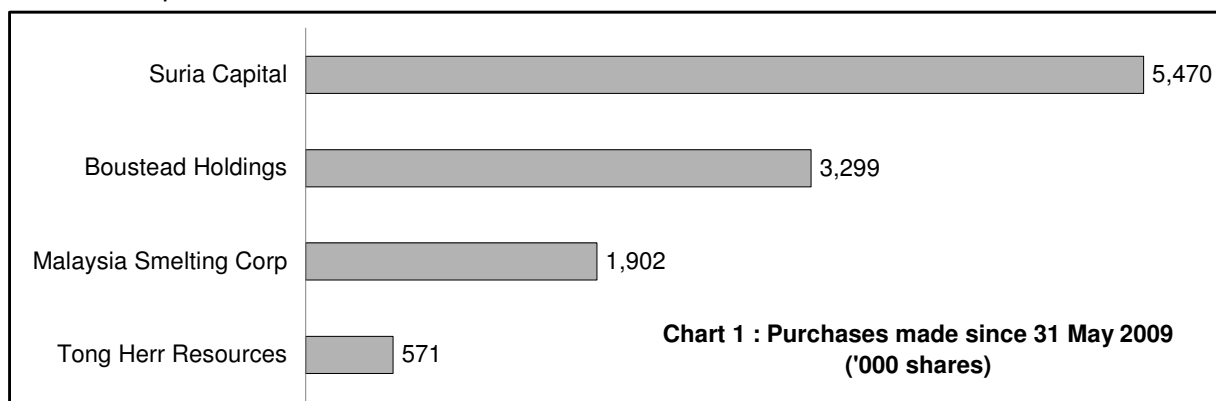 Suria Capital
5,470
Boustead Holdings
3,299
Malaysia Smelting Corp
1,902
Tong Herr Resources
571
Chart 1 : Purchases made since 31 May 2009
('000 shares)